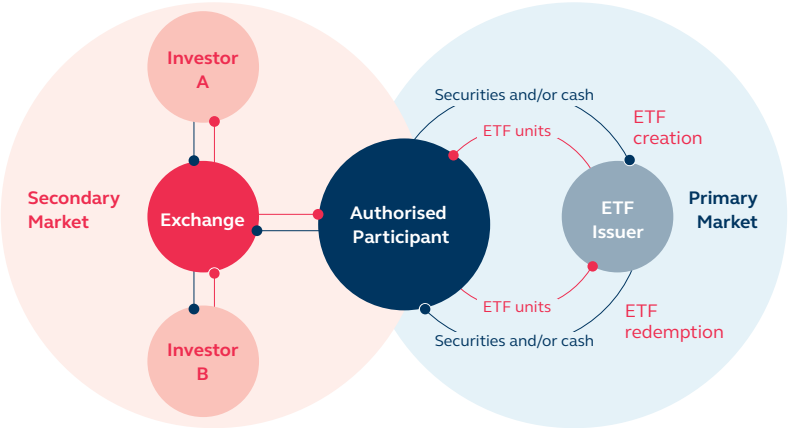 Investor
A
Securities and/or cash
ETF units
ETF
creation
Secondary
Market
Exchange
Authorised
Participant
ETF
Issuer
Primary
Market
ETF units
ETF
redemption
Securities and/or cash
Investor
B